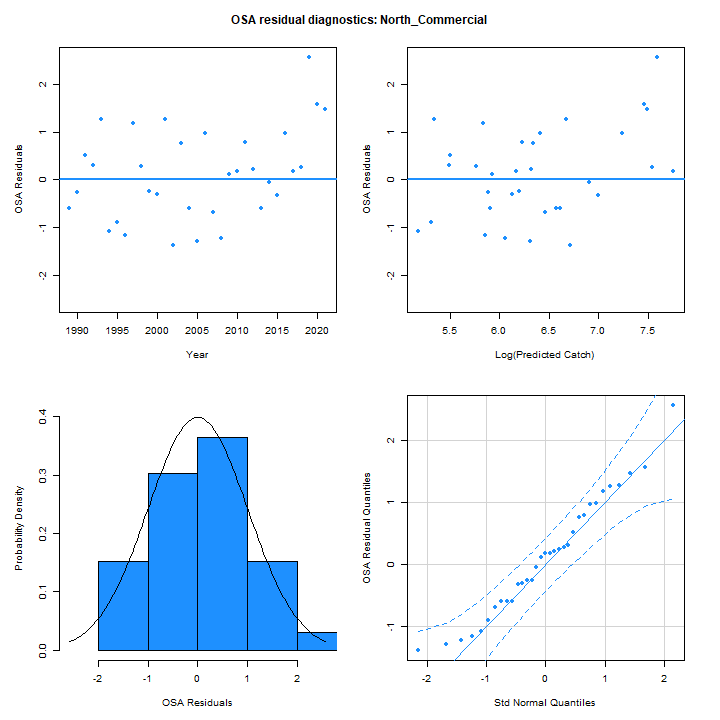 OSA residual diagnostics: North_Commercial
OSA Residuals
2
1
0
-1
-2
1990 1995 2000 2005 2010 2015 2020
Year
OSA Residuals
2
1
0
-1
-2
5.5 6.0 6.5 7.0 7.5
Log(Predicted Catch)
Probability Density
0.4
0.3
0.2
0.1
0.0
-2 -1 0 1 2
OSA Residuals
OSA Residual Quantiles
2
1
0
-1
-2 -1 0 1 2
Std Normal Quantiles